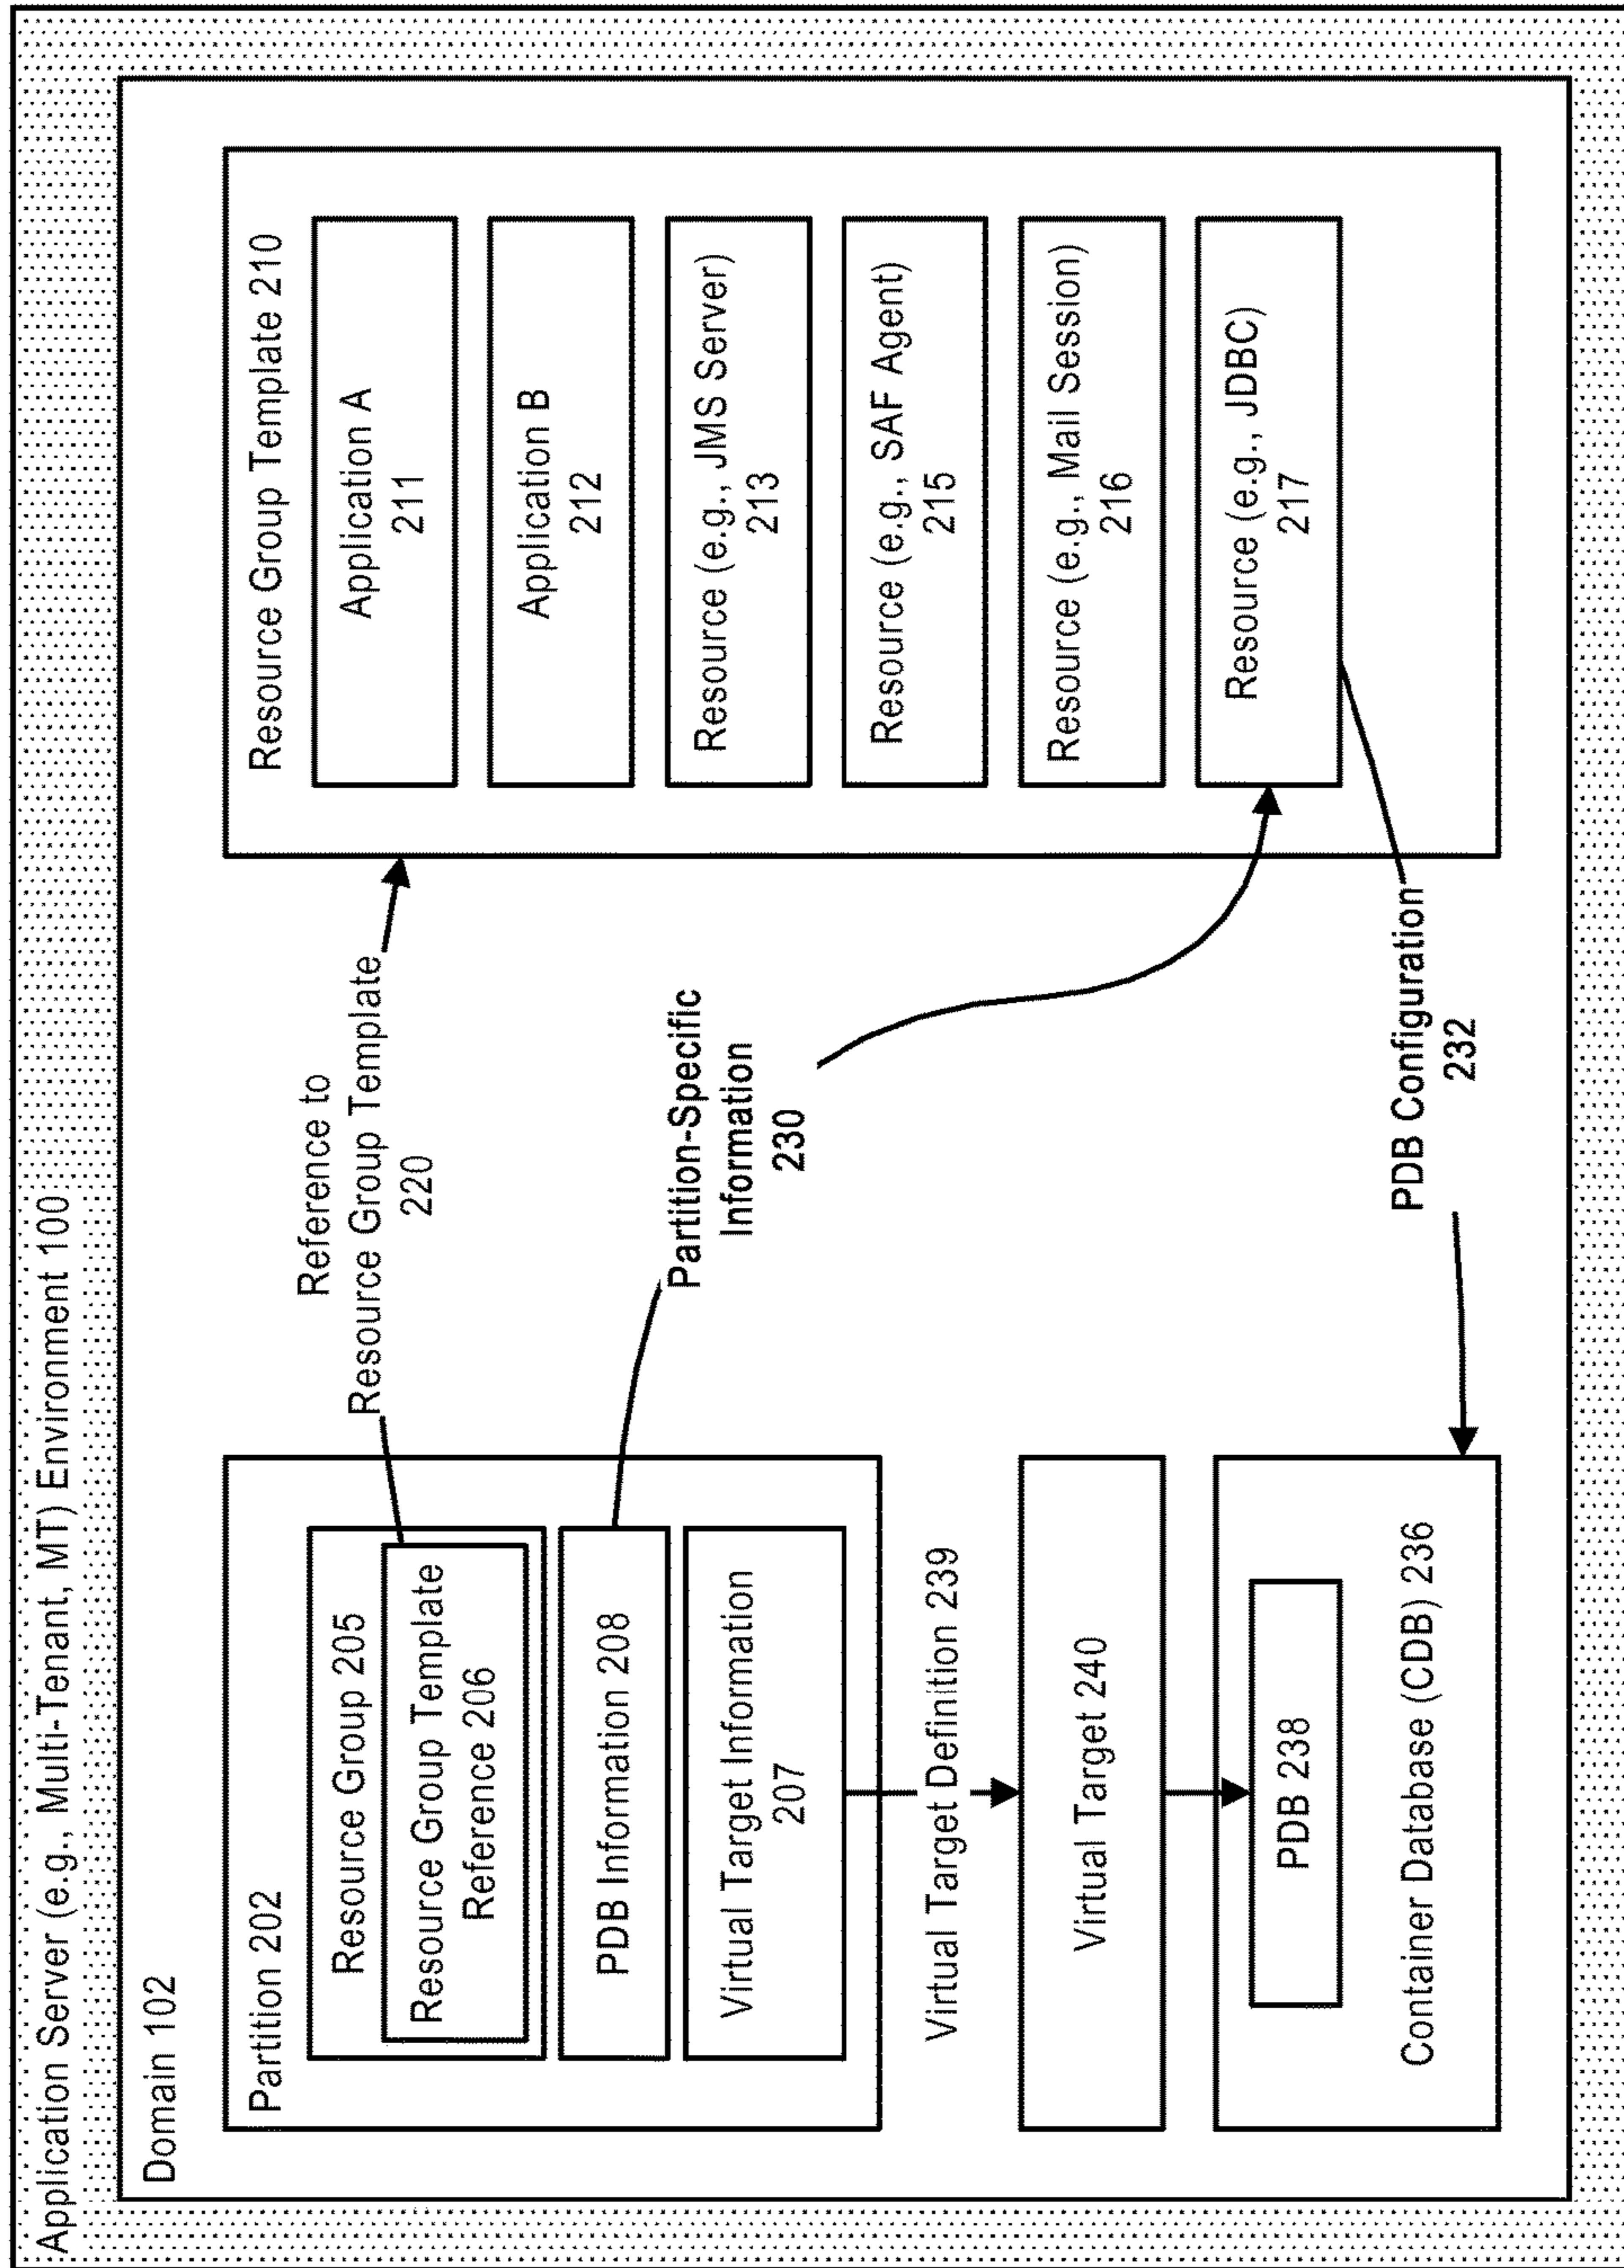 Application Server (e.g., Multi-Tenant, MT) Environment 100
Domain 102
Partition 202
Resource Group 205
Resource Group Template
Reference 206
PDB Information 208
Virtual Target Information
207
Virtual Target Definition 239
Virtual Target 240
PDB 238
Container Database (CDB) 236
Reference to
Resource Group Template
220
Partition-Specific
Information
230
PDB Configuration
232
Resource Group Template 210
Application A
211
Application B
212
Resource (e.g., JMS Server)
213
Resource (e.g., SAF Agent)
215
Resource (e.g., Mail Session)
216
Resource (e.g., JDBC)
217